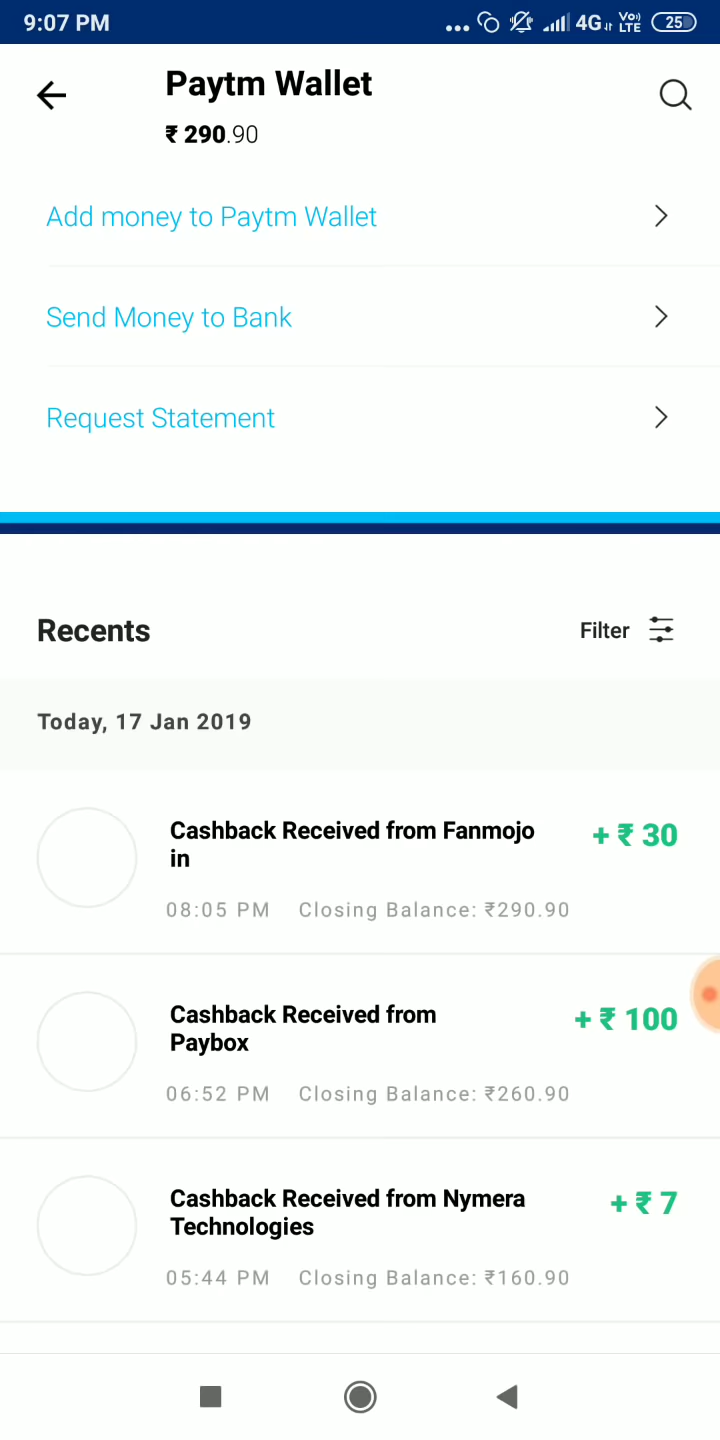 9:07 PM
4G
Vo)) LTE
25
Paytm Wallet
₹ 290.90
Add money to Paytm Wallet
Send Money to Bank
Request Statement
Recents
Filter
Today, 17 Jan 2019
Cashback Received from Fanmojo
in
+ ₹ 30
08:05 PM Closing Balance: ₹290.90
Cashback Received from
Paybox
+ ₹ 100
06:52 PM Closing Balance: ₹260.90
Cashback Received from Nymera
Technologies
+ ₹ 7
05:44 PM Closing Balance: ₹160.90